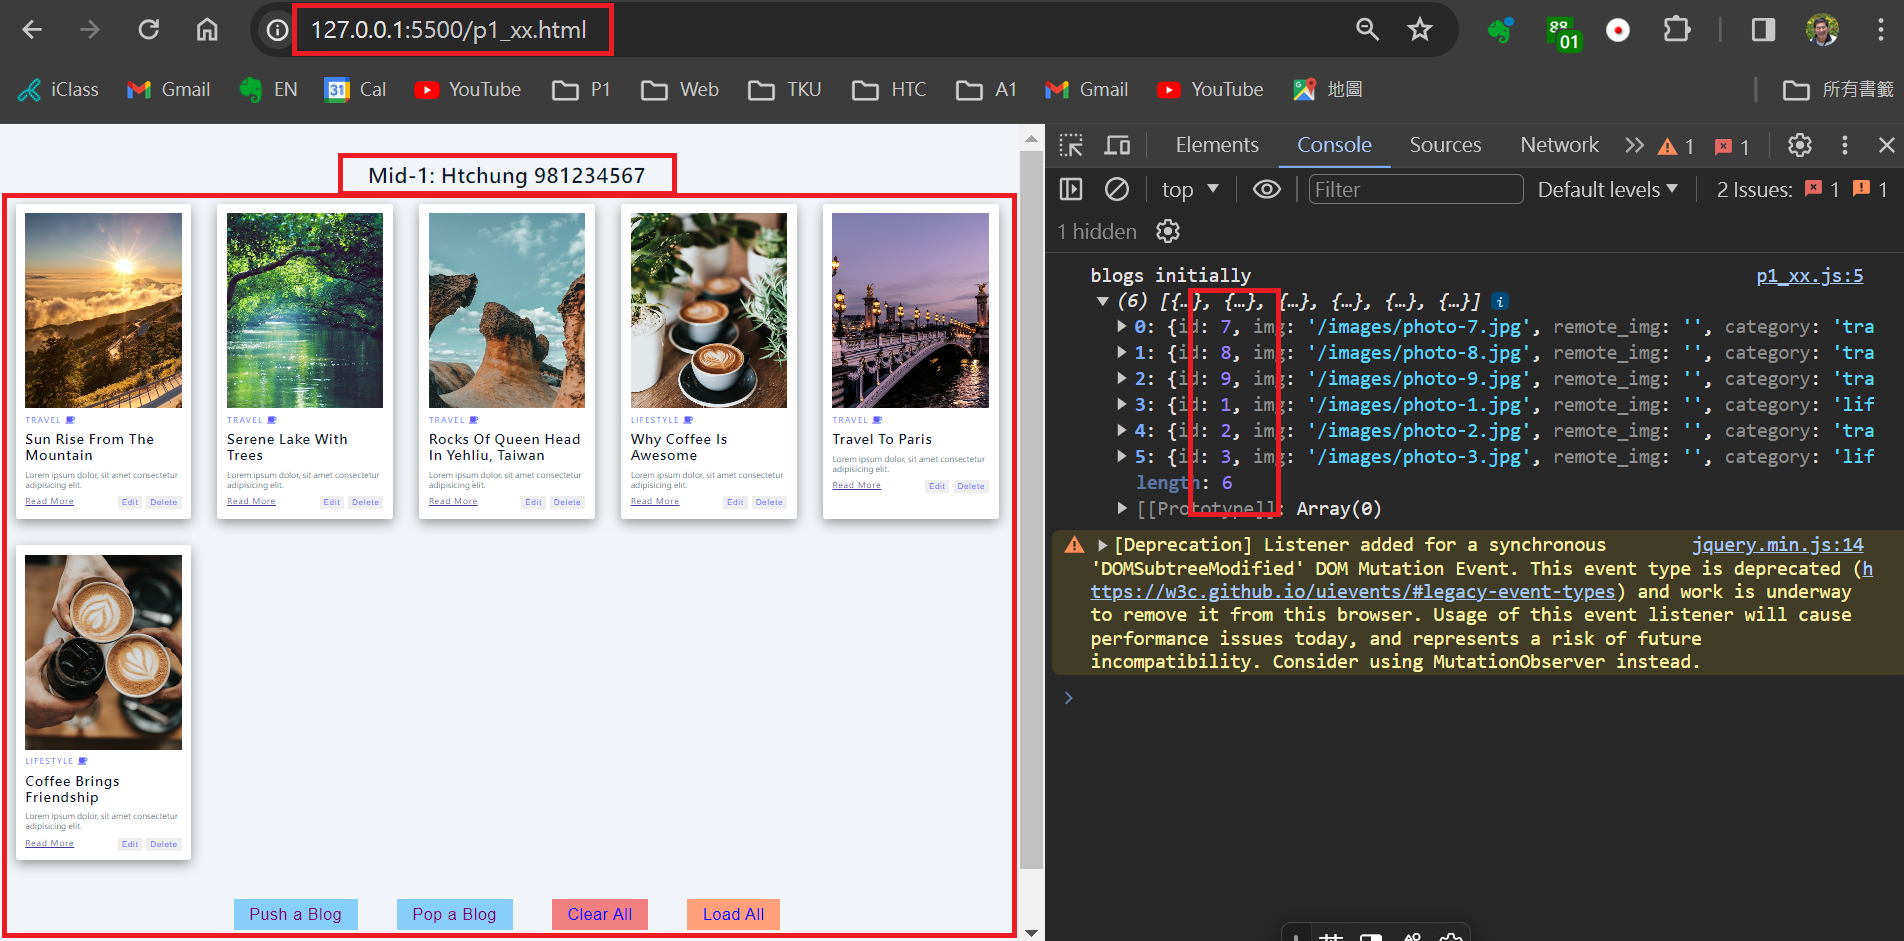 127.0.0.1:5500/p1_xx.html
01
iClass
Gmail
EN
31
Cal
YouTube
P1
Web
TKU
HTC
A1
Gmail
YouTube
地圖
所有書籤
Mid-1: Htchung 981234567
TRAVEL
Sun Rise From The
Mountain
Lorem ipsum dolor, sit amet consectetur
adipisicing elit.
Read More
Edit
Delete
TRAVEL
Serene Lake With
Trees
Lorem ipsum dolor, sit amet consectetur
adipisicing elit.
Read More
Edit
Delete
TRAVEL
Rocks Of Queen Head
In Yehliu, Taiwan
Lorem ipsum dolor, sit amet consectetur
adipisicing elit.
Read More
Edit
Delete
LIFESTYLE
Why Coffee Is
Awesome
Lorem ipsum dolor, sit amet consectetur
adipisicing elit.
Read More
Edit
Delete
TRAVEL
Travel To Paris
Lorem ipsum dolor, sit amet consectetur
adipisicing elit.
Read More
Edit
Delete
LIFESTYLE
Coffee Brings
Friendship
Lorem ipsum dolor, sit amet consectetur
adipisicing elit.
Read More
Edit
Delete
Push a Blog
Pop a Blog
Clear All
Load All
Elements
Console
Sources
Network
1
1
top
Filter
Default levels
2 Issues:
1
1
1 hidden
blogs initially p1_xx.js:5
(6) [{…}, {…}, {…}, {…}, {…}, {…}]
0: {id: 7, img: '/images/photo-7.jpg', remote_img: '', category: 'tra
1: {id: 8, img: '/images/photo-8.jpg', remote_img: '', category: 'tra
2: {id: 9, img: '/images/photo-9.jpg', remote_img: '', category: 'tra
3: {id: 1, img: '/images/photo-1.jpg', remote_img: '', category: 'lif
4: {id: 2, img: '/images/photo-2.jpg', remote_img: '', category: 'tra
5: {id: 3, img: '/images/photo-3.jpg', remote_img: '', category: 'lif
length: 6
[[Prototype]]: Array(0)
[Deprecation] Listener added for a synchronous jquery.min.js:14
'DOMSubtreeModified' DOM Mutation Event. This event type is deprecated (h
ttps://w3c.github.io/uievents/#legacy-event-types) and work is underway
to remove it from this browser. Usage of this event listener will cause
performance issues today, and represents a risk of future
incompatibility. Consider using MutationObserver instead.